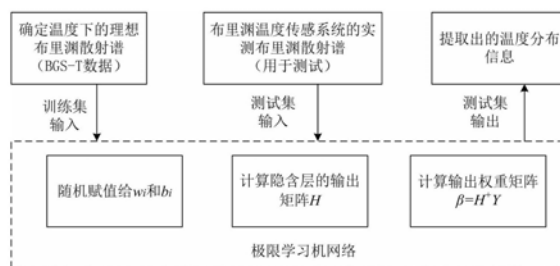 确定温度下的理想
布里渊散射谱
（BGS-T数据）
布里渊温度传感系统的实
测布里渊散射谱
（用于测试）
提取出的温度分布
信息
训练集
输入
测试集
输入
测试集
输出
随机赋值给wi和bi
计算隐含层的输出
矩阵H
计算输出权重矩阵
β=H⁺Y
极限学习机网络